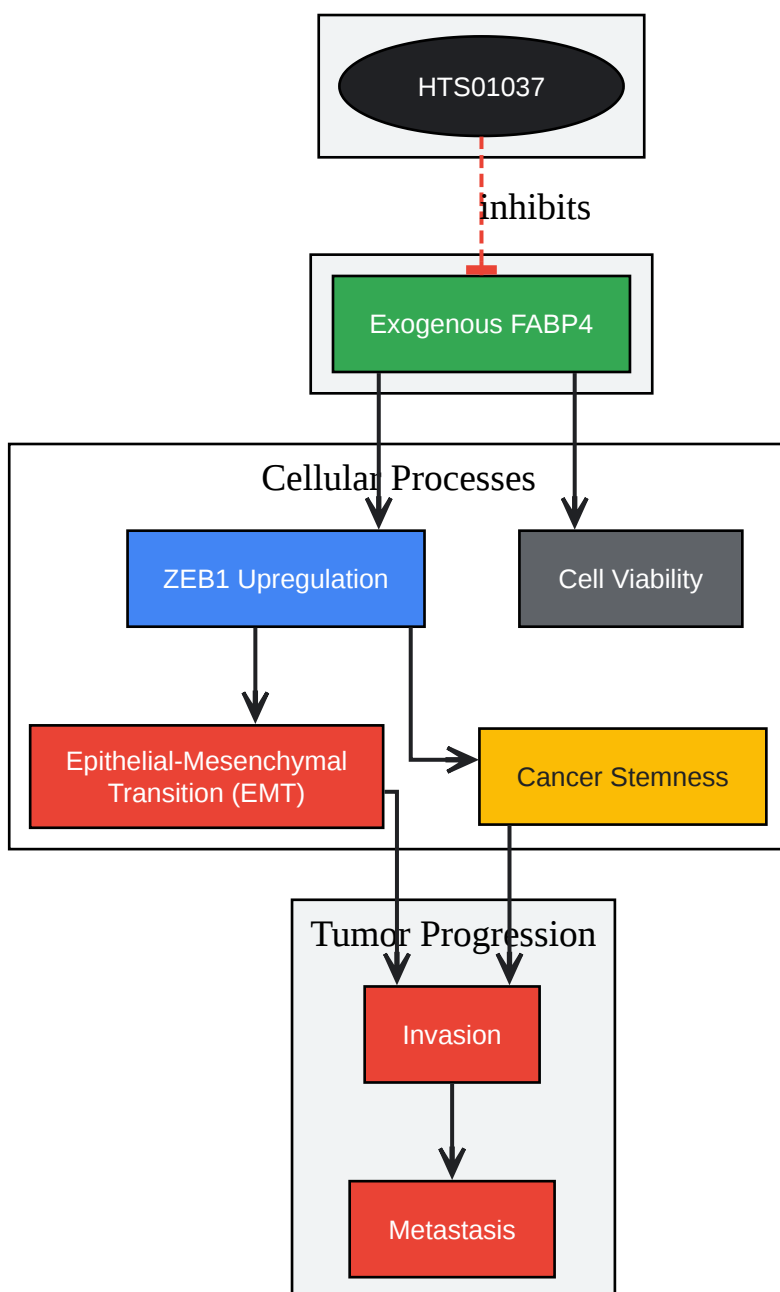 HTS01037
inhibits
Exogenous FABP4
Cellular Processes
ZEB1 Upregulation
Cell Viability
Epithelial-Mesenchymal
Transition (EMT)
Cancer Stemness
Tumor Progression
Invasion
Metastasis